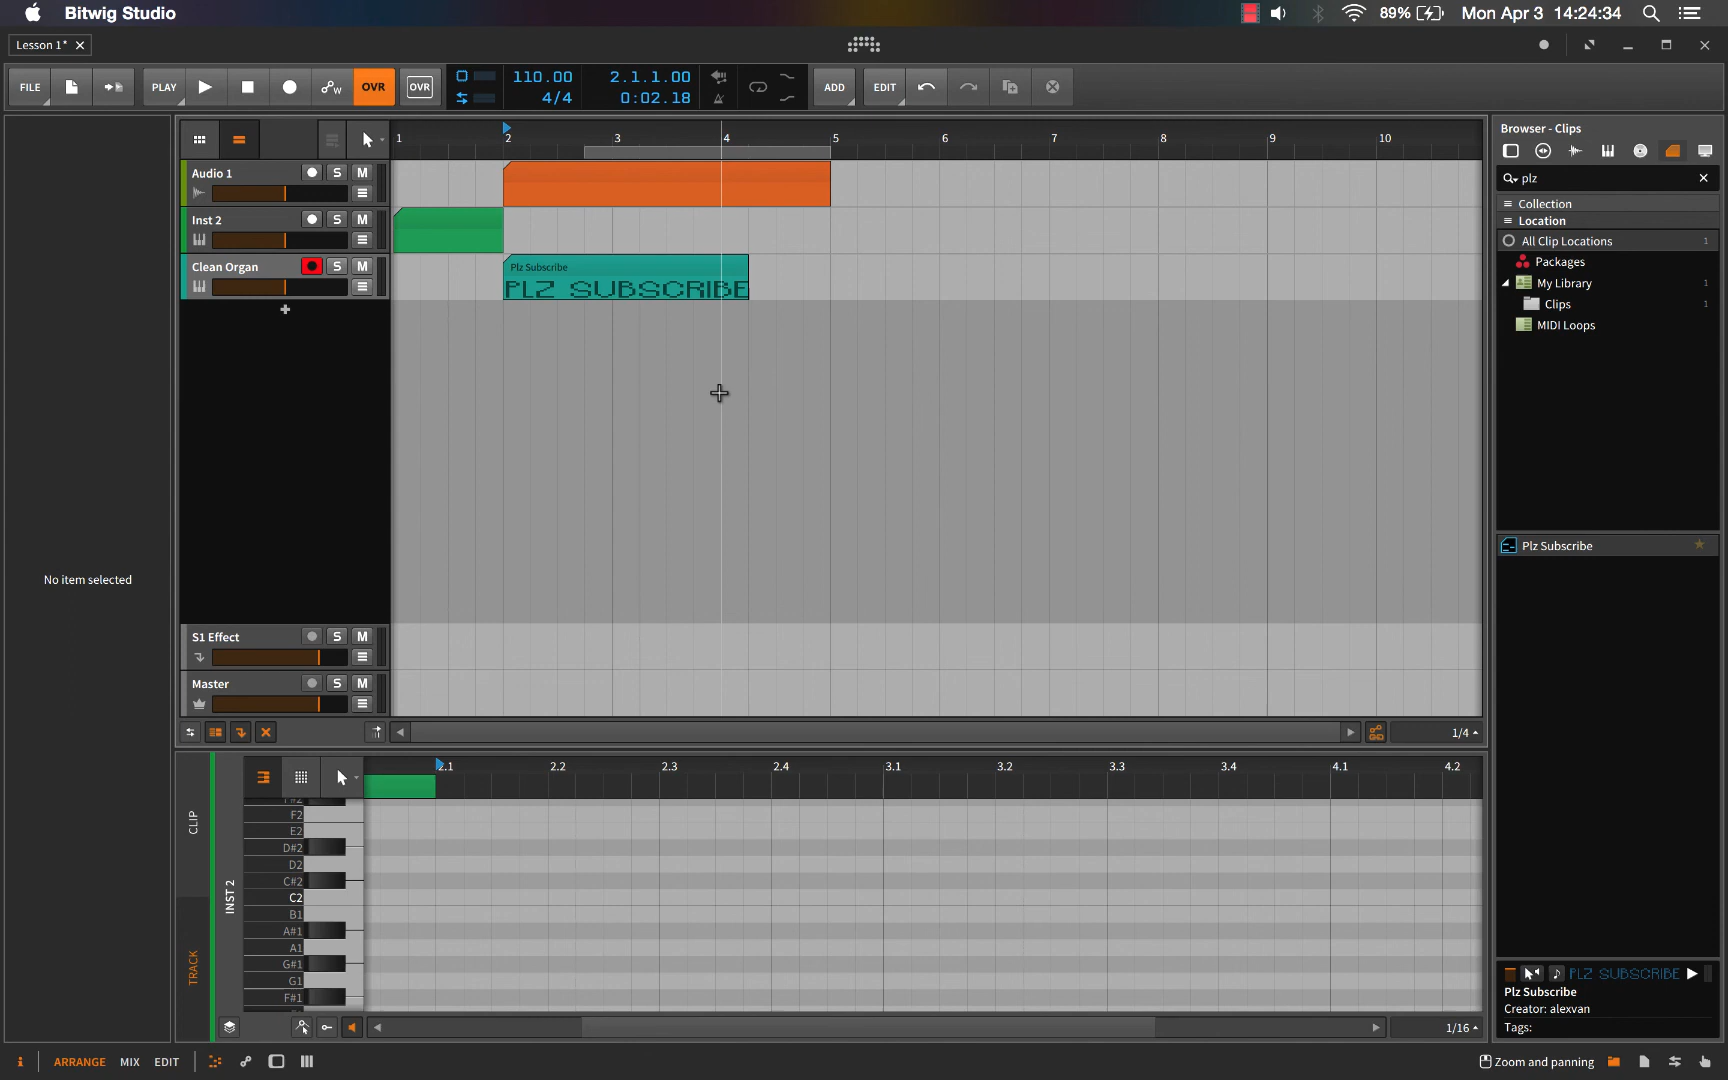 Bitwig Studio
89%
Mon Apr 3 14:24:34
Lesson 1*
FILE
PLAY
OVR
OVR
110.00
4/4
2.1.1.00
0:02.18
ADD
EDIT
1 2 3 4 5 6 7 8 9 10
Audio 1
S M
Inst 2
S M
Clean Organ
S M
Plz Subscribe
PLZ SUBSCRIBE
No item selected
S1 Effect
S M
Master
S M
1/4
Browser - Clips
plz
Collection
Location
All Clip Locations 1
Packages
My Library 1
Clips 1
MIDI Loops
Plz Subscribe
PLZ SUBSCRIBE
Plz Subscribe
Creator: alexvan
Tags:
CLIP
TRACK
INST 2
2.1 2.2 2.3 2.4 3.1 3.2 3.3 3.4 4.1 4.2
F2
E2
D#2
D2
C#2
C2
B1
A#1
A1
G#1
G1
F#1
1/16
i
ARRANGE
MIX
EDIT
Zoom and panning